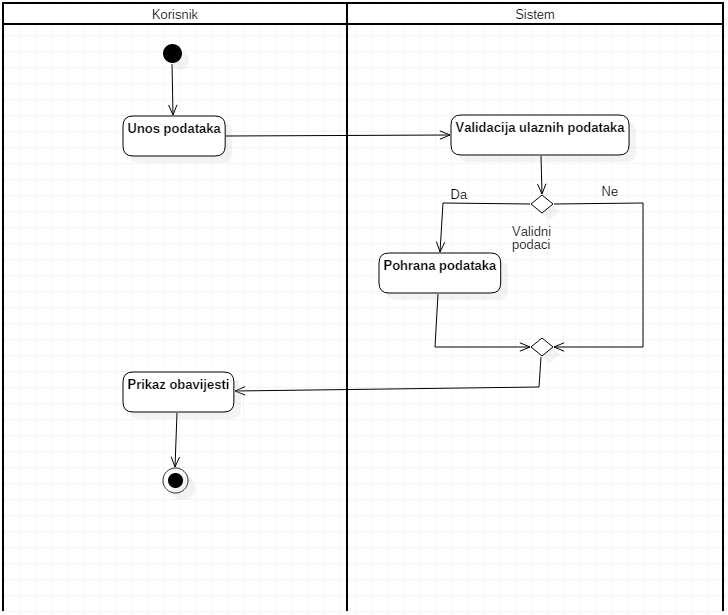 Korisnik
Sistem
Unos podataka
Validacija ulaznih podataka
Da
Ne
Validni
podaci
Pohrana podataka
Prikaz obavijesti